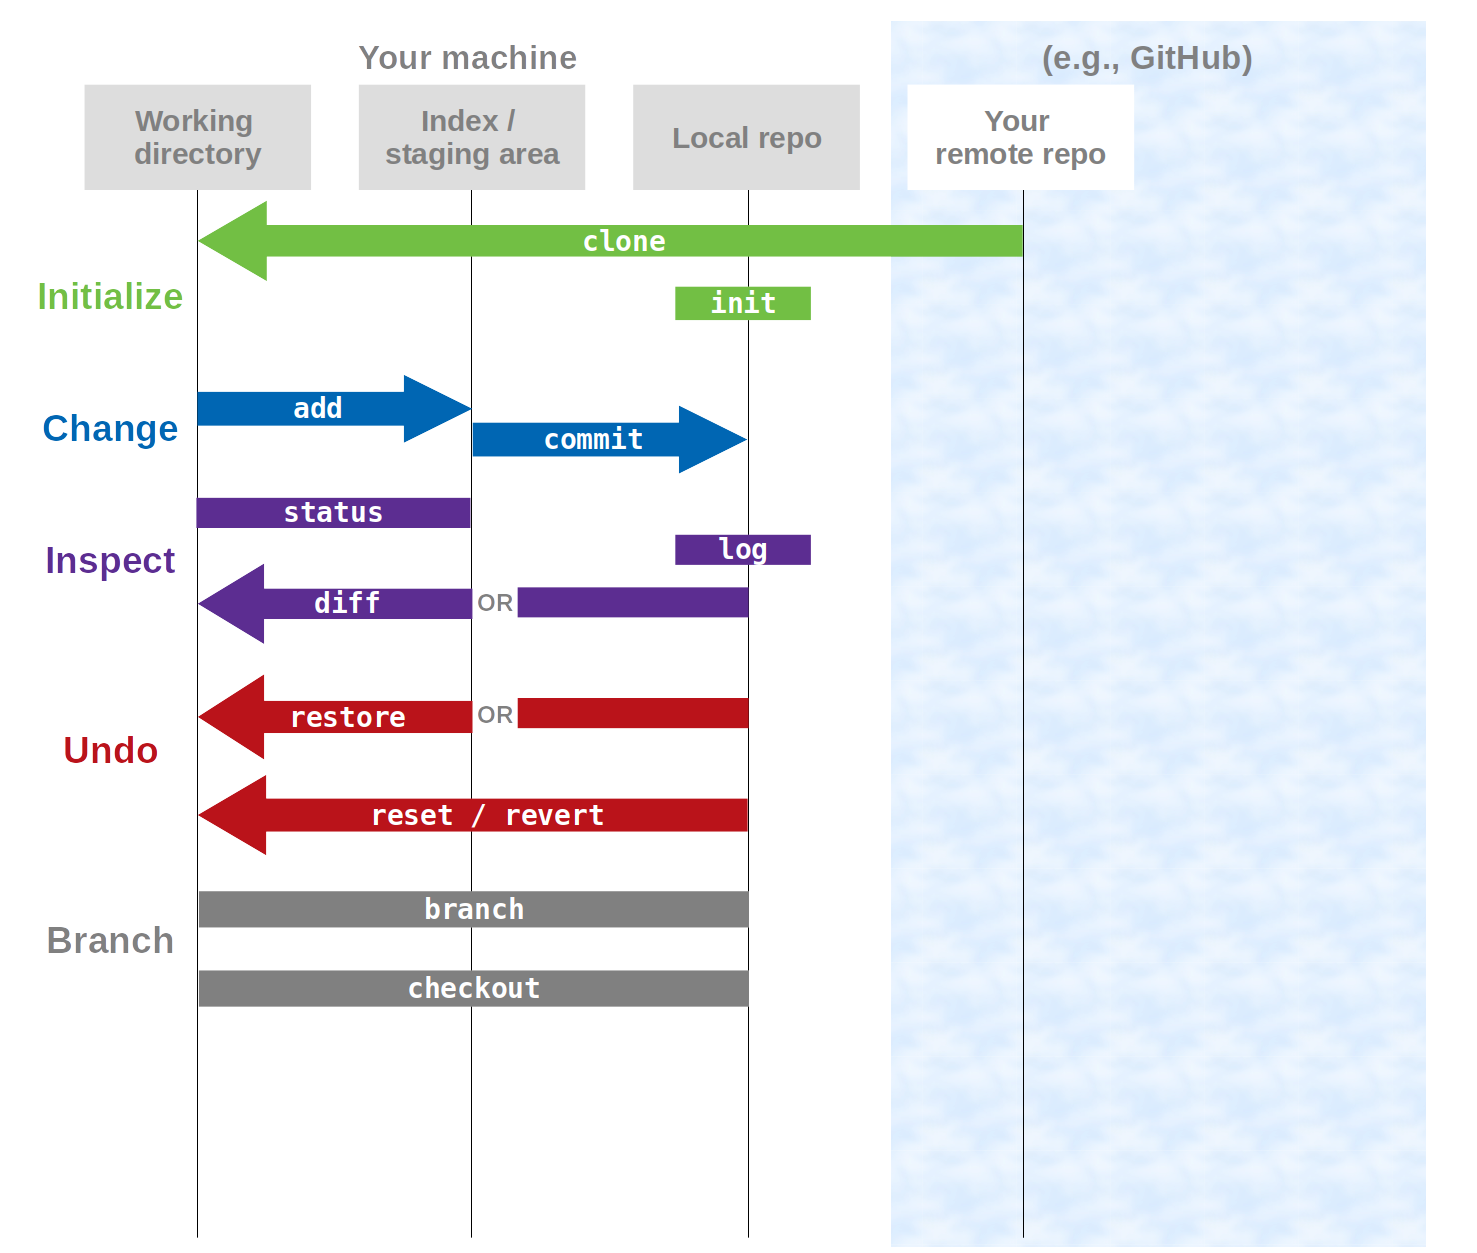 Your machine
(e.g., GitHub)
Working
directory
Index /
staging area
Local repo
Your
remote repo
clone
Initialize
init
add
Change
commit
status
log
Inspect
diff
OR
restore
OR
Undo
reset / revert
branch
Branch
checkout